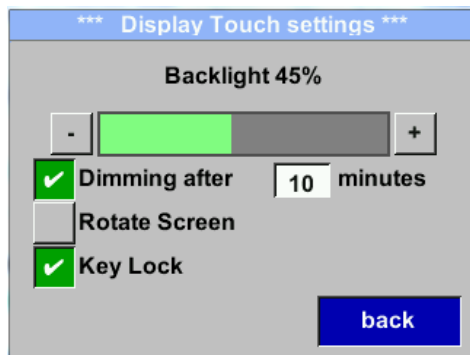 *** Display Touch settings ***
Backlight 45%
- +
Dimming after 10 minutes
Rotate Screen
Key Lock
back